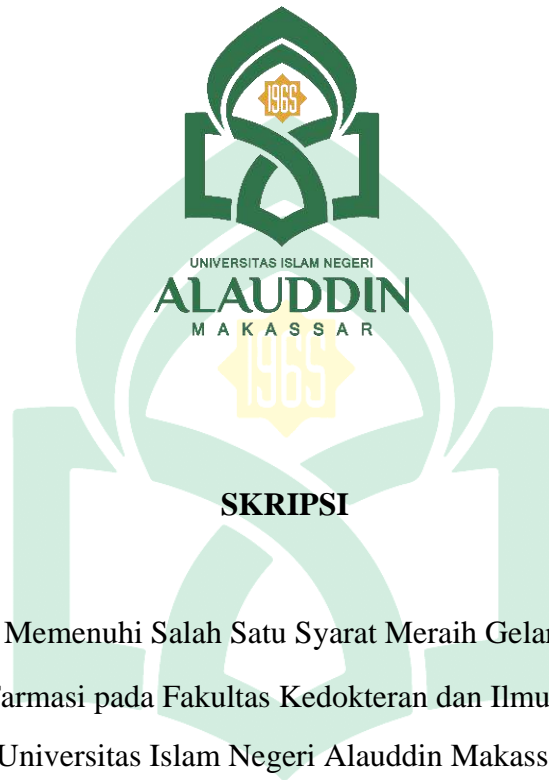 1965
UNIVERSITAS ISLAM NEGERI
ALAUDDIN
MAKASSAR
1965
SKRIPSI
Memenuhi Salah Satu Syarat Meraih Gelar
Farmasi pada Fakultas Kedokteran dan Ilmu
Universitas Islam Negeri Alauddin Makass